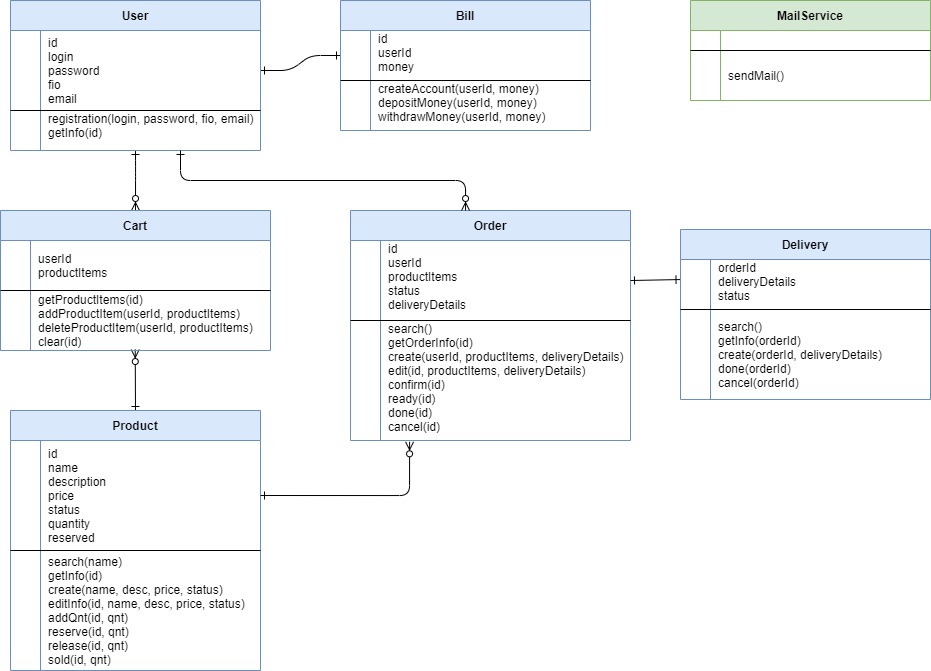 User
id
login
password
fio
email
registration(login, password, fio, email)
getInfo(id)
Bill
id
userId
money
createAccount(userId, money)
depositMoney(userId, money)
withdrawMoney(userId, money)
MailService
sendMail()
Cart
userId
productItems
getProductItems(id)
addProductItem(userId, productItems)
deleteProductItem(userId, productItems)
clear(id)
Order
id
userId
productItems
status
deliveryDetails
search()
getOrderInfo(id)
create(userId, productItems, deliveryDetails)
edit(id, productItems, deliveryDetails)
confirm(id)
ready(id)
done(id)
cancel(id)
Delivery
orderId
deliveryDetails
status
search()
getInfo(orderId)
create(orderId, deliveryDetails)
done(orderId)
cancel(orderId)
Product
id
name
description
price
status
quantity
reserved
search(name)
getInfo(id)
create(name, desc, price, status)
editInfo(id, name, desc, price, status)
addQnt(id, qnt)
reserve(id, qnt)
release(id, qnt)
sold(id, qnt)